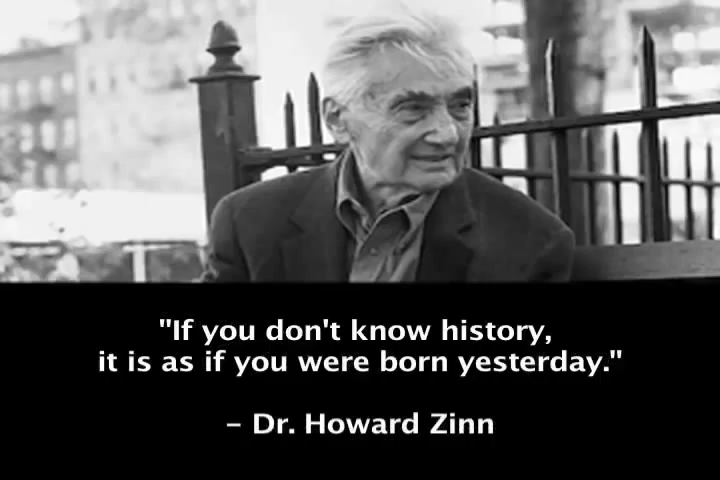 "If you don't know history,
it is as if you were born yesterday."
– Dr. Howard Zinn